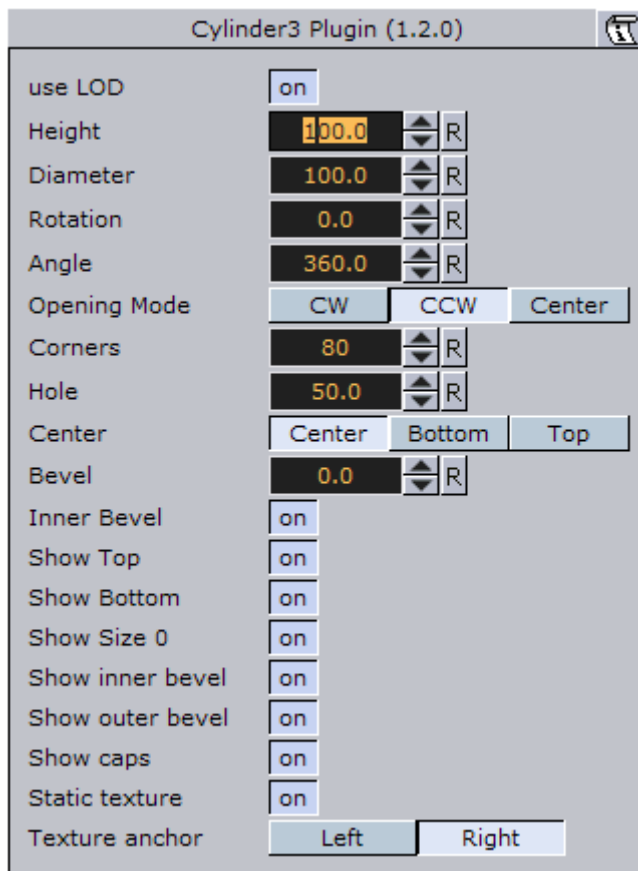 Cylinder3 Plugin (1.2.0)
use LOD on
Height 100.0 R
Diameter 100.0 R
Rotation 0.0 R
Angle 360.0 R
Opening Mode CW CCW Center
Corners 80 R
Hole 50.0 R
Center Center Bottom Top
Bevel 0.0 R
Inner Bevel on
Show Top on
Show Bottom on
Show Size 0 on
Show inner bevel on
Show outer bevel on
Show caps on
Static texture on
Texture anchor Left Right